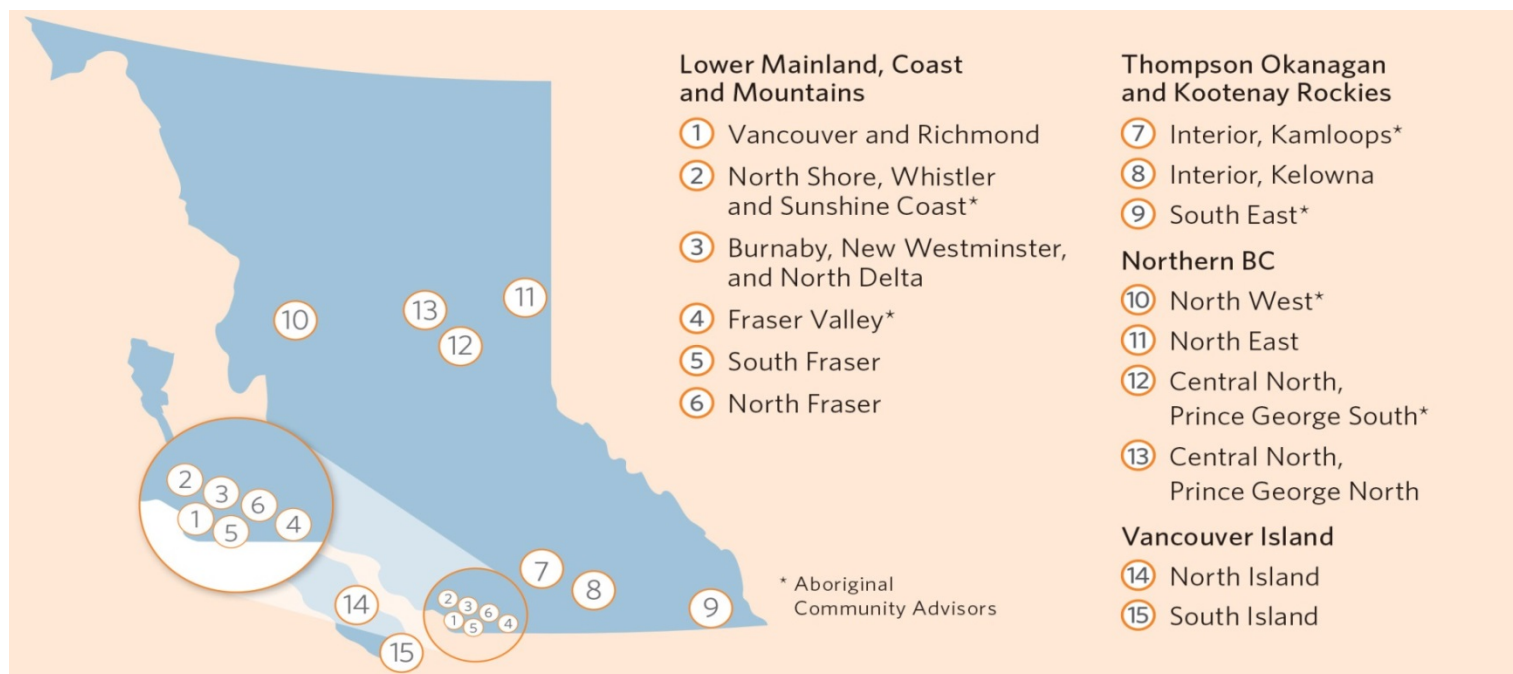 Lower Mainland, Coast
and Mountains
1 Vancouver and Richmond
2 North Shore, Whistler
and Sunshine Coast*
3 Burnaby, New Westminster,
and North Delta
4 Fraser Valley*
5 South Fraser
6 North Fraser
Thompson Okanagan
and Kootenay Rockies
7 Interior, Kamloops*
8 Interior, Kelowna
9 South East*
Northern BC
10 North West*
11 North East
12 Central North,
Prince George South*
13 Central North,
Prince George North
Vancouver Island
14 North Island
15 South Island
* Aboriginal
Community Advisors
10
13
11
12
2
3
6
1
5
4
7
8
9
14
15
2
3
6
1
5
4